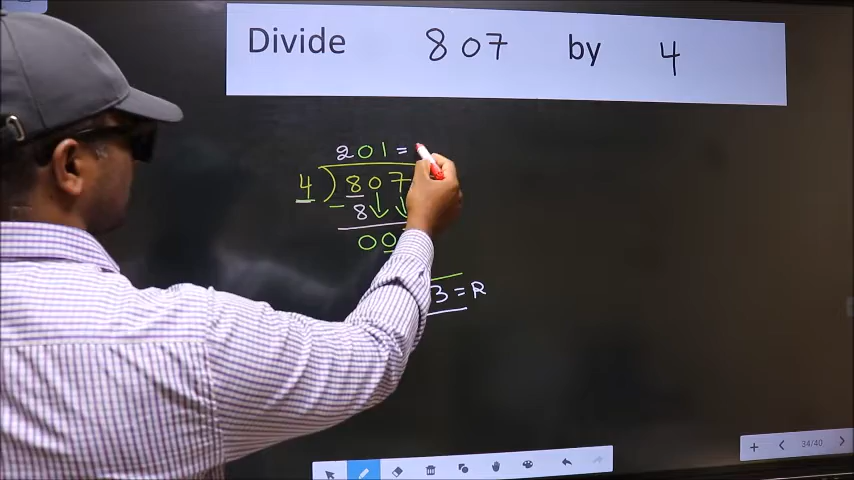 Divide 807 by 4
201 =
4 ) 807
- 8
00
3 = R
34/40